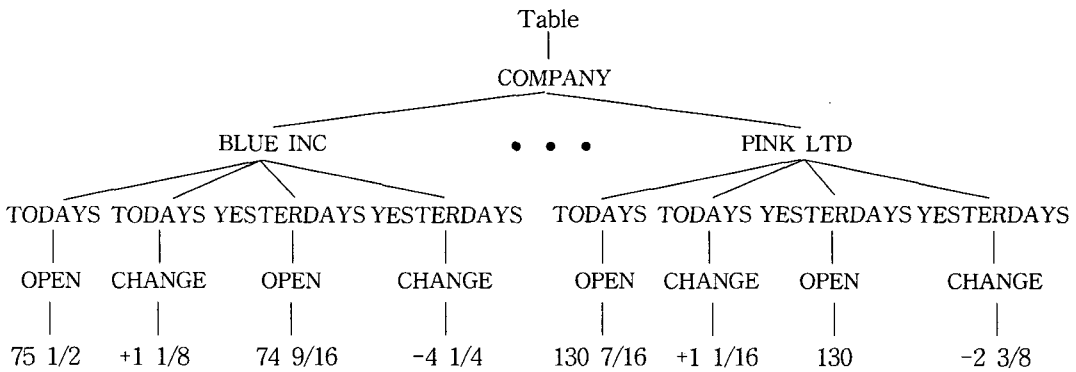 Table
COMPANY
BLUE INC • • • PINK LTD
TODAYS TODAYS YESTERDAYS YESTERDAYS TODAYS TODAYS YESTERDAYS YESTERDAYS
OPEN CHANGE OPEN CHANGE OPEN CHANGE OPEN CHANGE
75 1/2 +1 1/8 74 9/16 -4 1/4 130 7/16 +1 1/16 130 -2 3/8